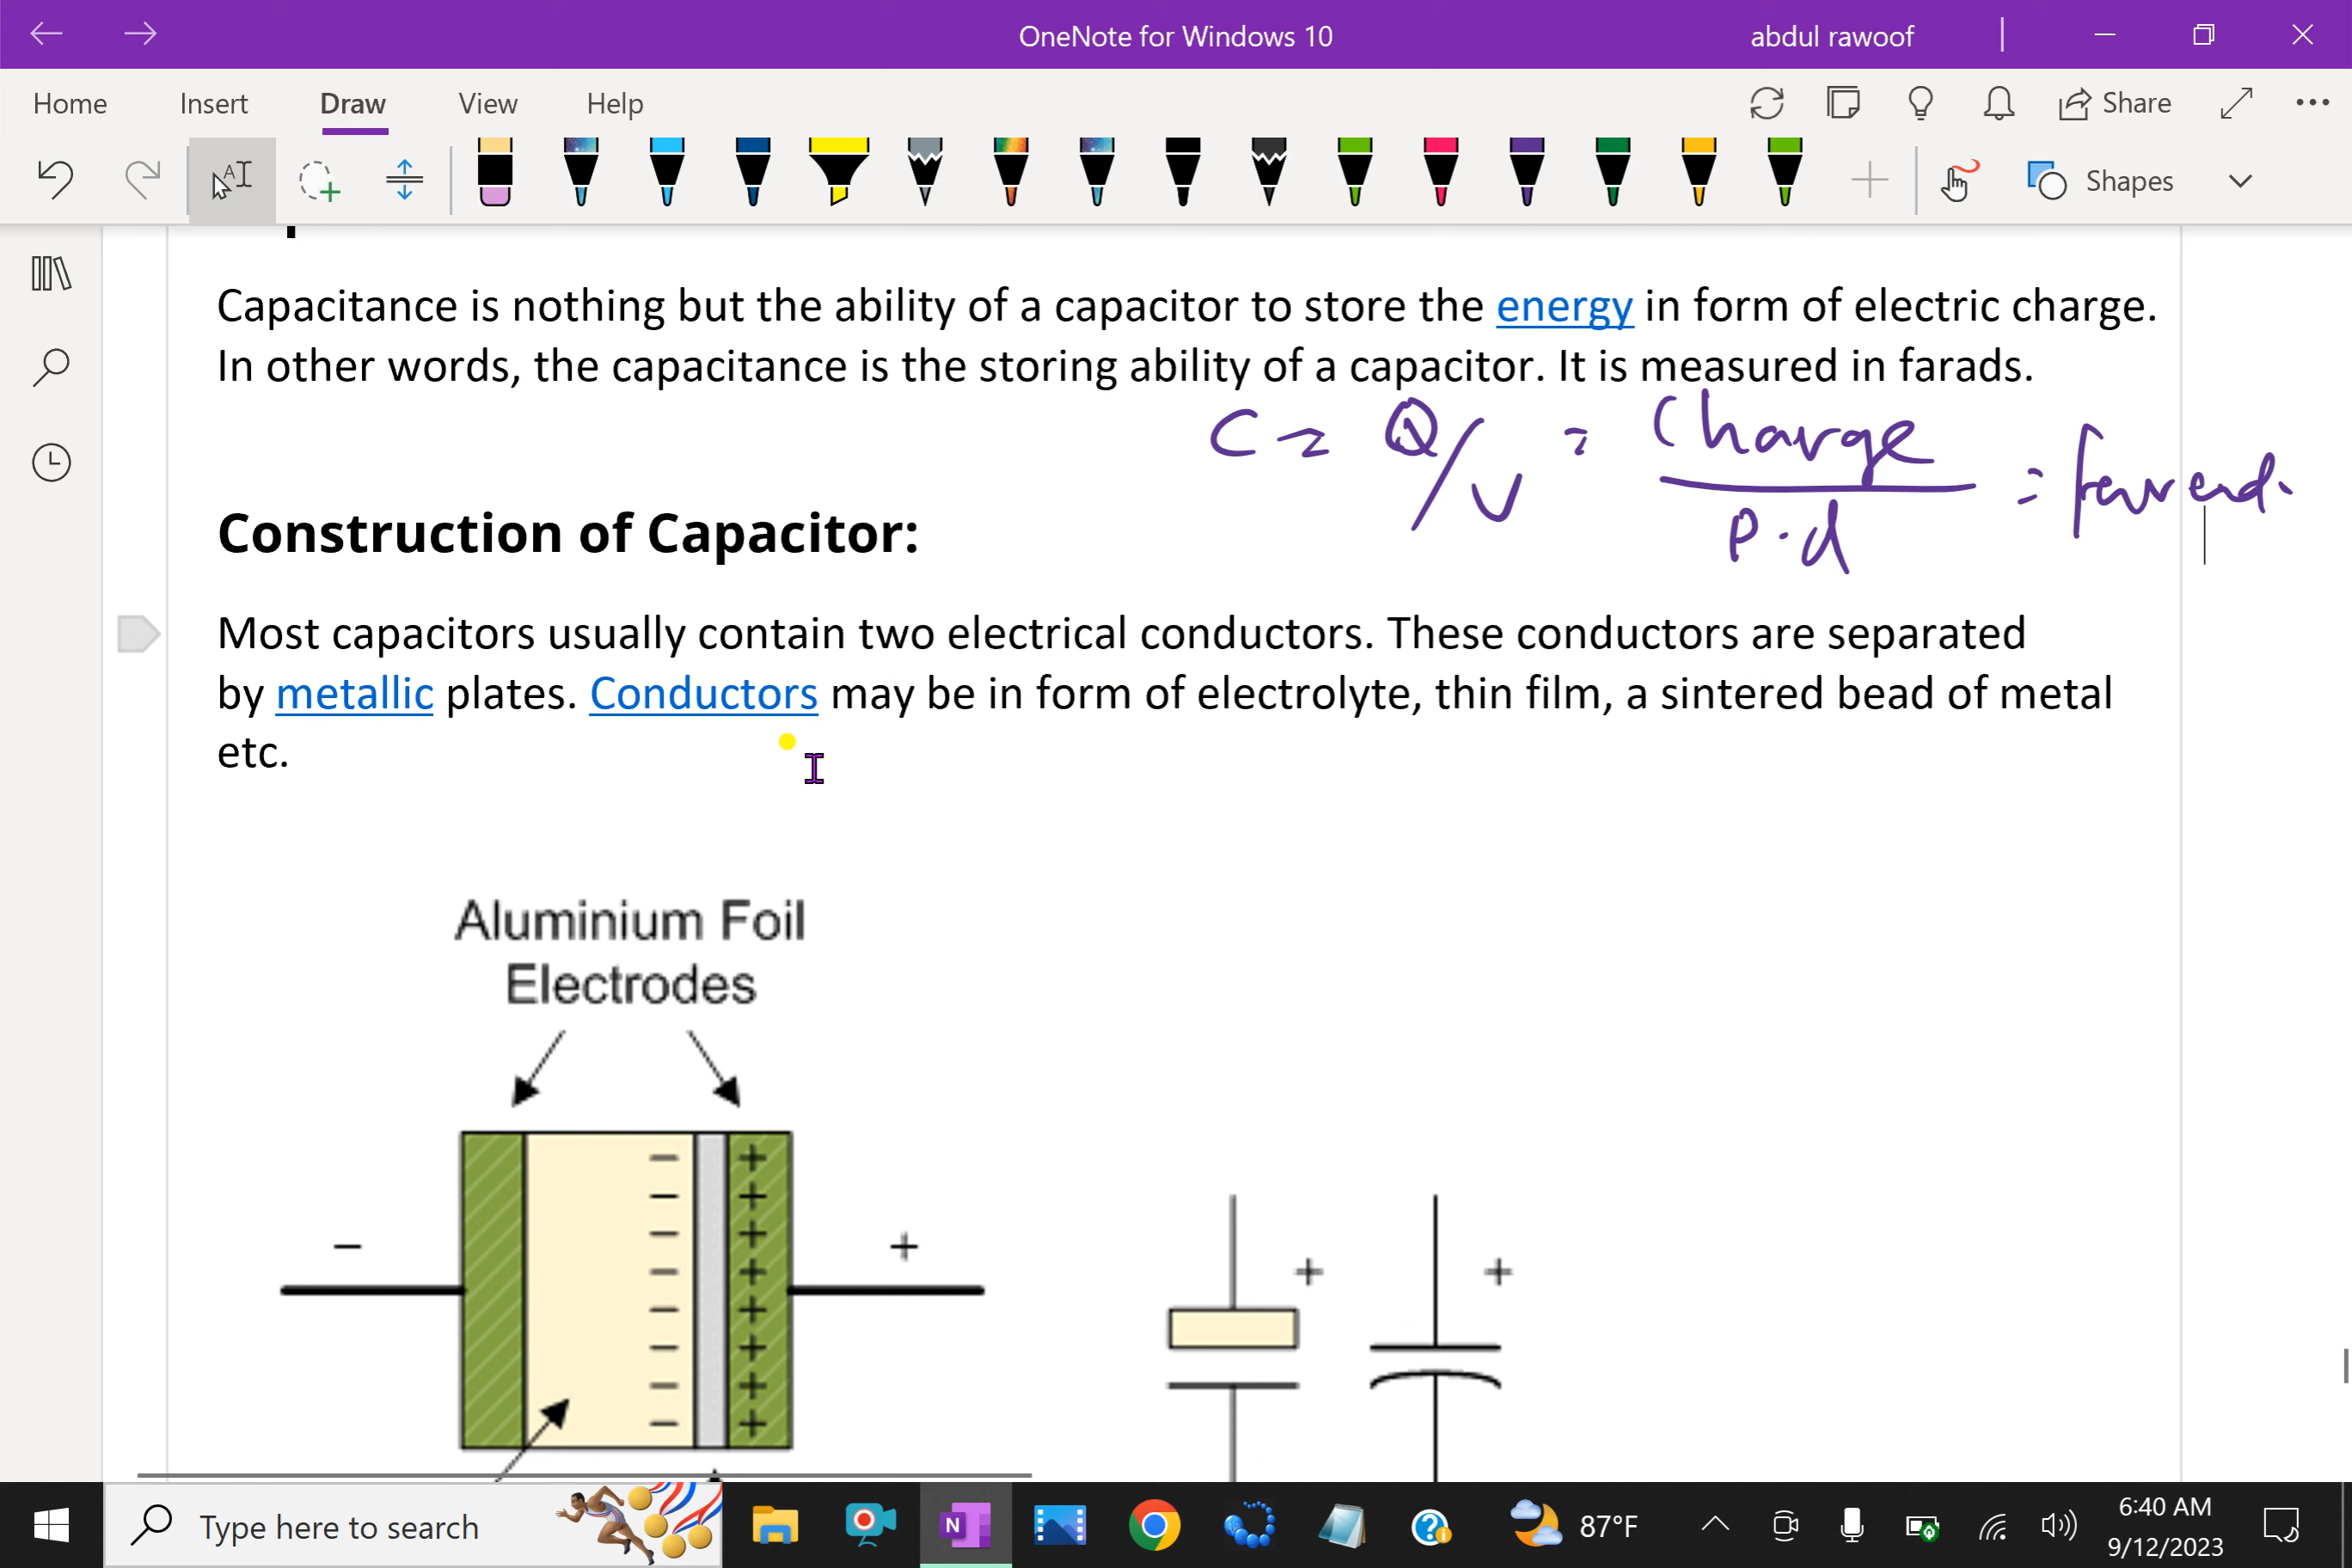 OneNote for Windows 10
abdul rawoof
Home Insert Draw View Help
Share
Shapes
Capacitance is nothing but the ability of a capacitor to store the energy in form of electric charge.
In other words, the capacitance is the storing ability of a capacitor. It is measured in farads.
C = Q/V = Charge / P.d =
Construction of Capacitor:
Most capacitors usually contain two electrical conductors. These conductors are separated
by metallic plates. Conductors may be in form of electrolyte, thin film, a sintered bead of metal
etc.
Aluminium Foil
Electrodes
− +
+ +
Type here to search
87°F
6:40 AM
9/12/2023